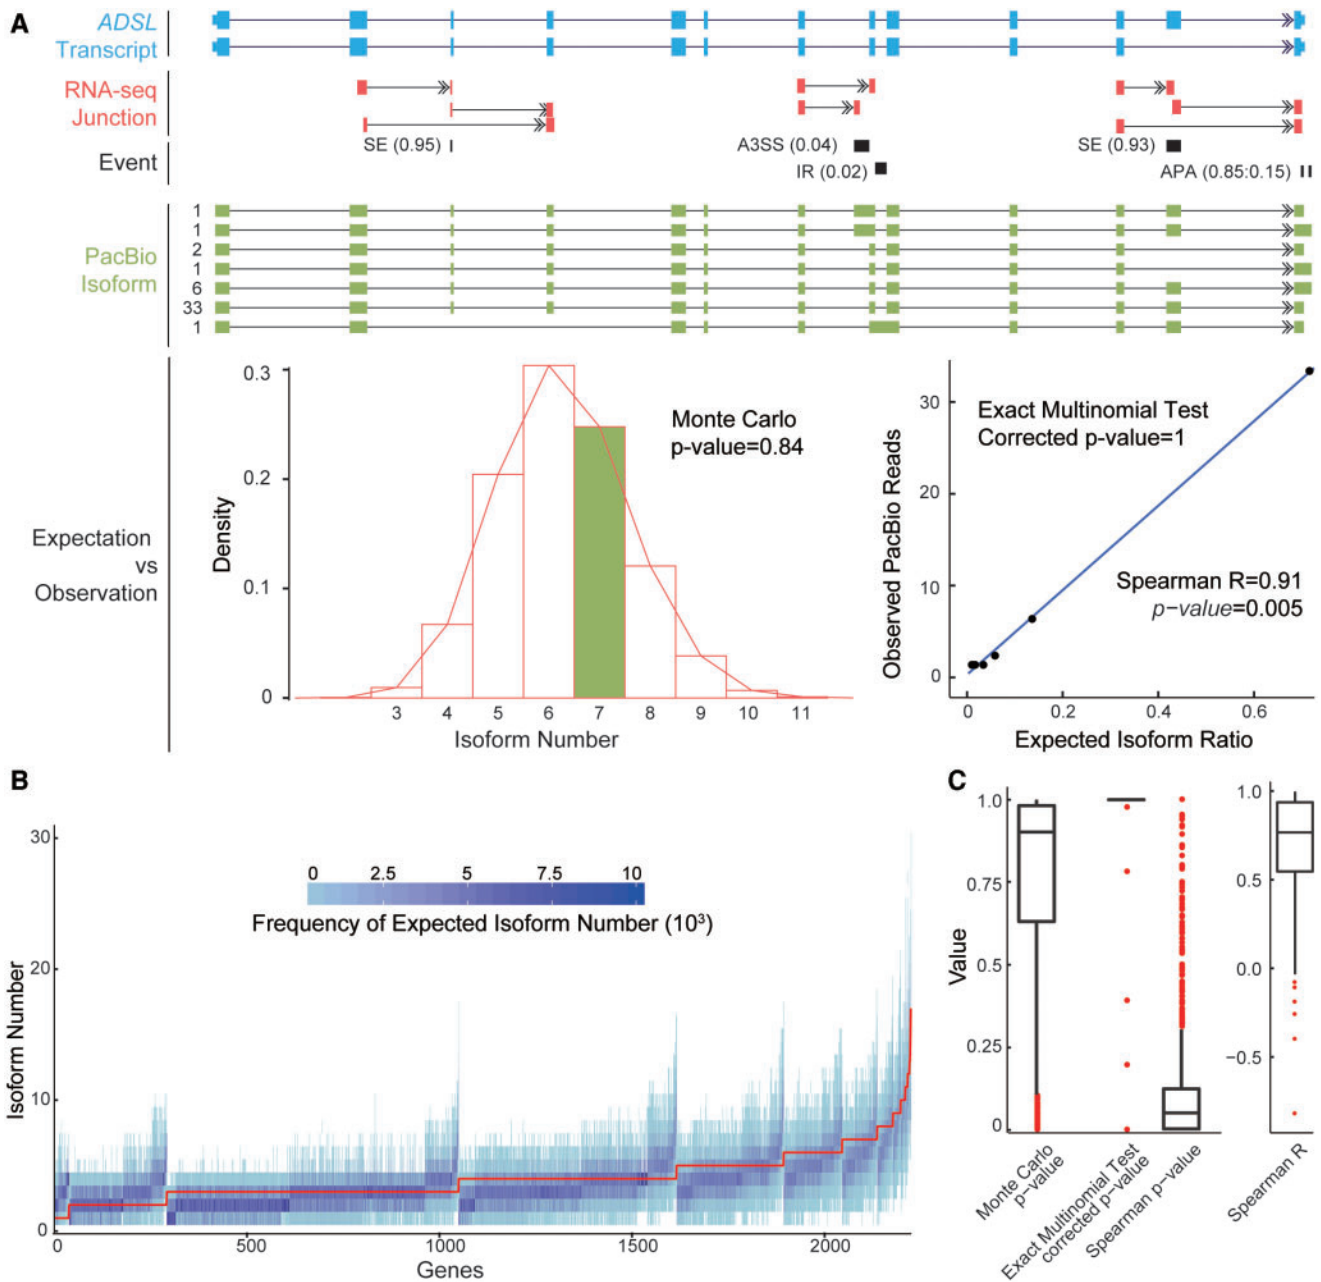 A
ADSL
Transcript
RNA-seq
Junction
SE (0.95)
A3SS (0.04)
SE (0.93)
Event
IR (0.02)
APA (0.85:0.15)
PacBio
Isoform
1
1
2
1
6
33
1
Expectation
vs
Observation
0.3
0.2
0.1
0
Density
Monte Carlo
p-value=0.84
3 4 5 6 7 8 9 10 11
Isoform Number
30
20
10
0
Observed PacBio Reads
Exact Multinomial Test
Corrected p-value=1
Spearman R=0.91
p-value=0.005
0 0.2 0.4 0.6
Expected Isoform Ratio
B
30
20
10
0
Isoform Number
0 2.5 5 7.5 10
Frequency of Expected Isoform Number (10³)
0 500 1000 1500 2000
Genes
C
1.0
0.75
0.5
0.25
0
Value
Monte Carlo
p-value
Exact Multinomial Test
corrected p-value
Spearman p-value
1.0
0.5
0.0
−0.5
Spearman R